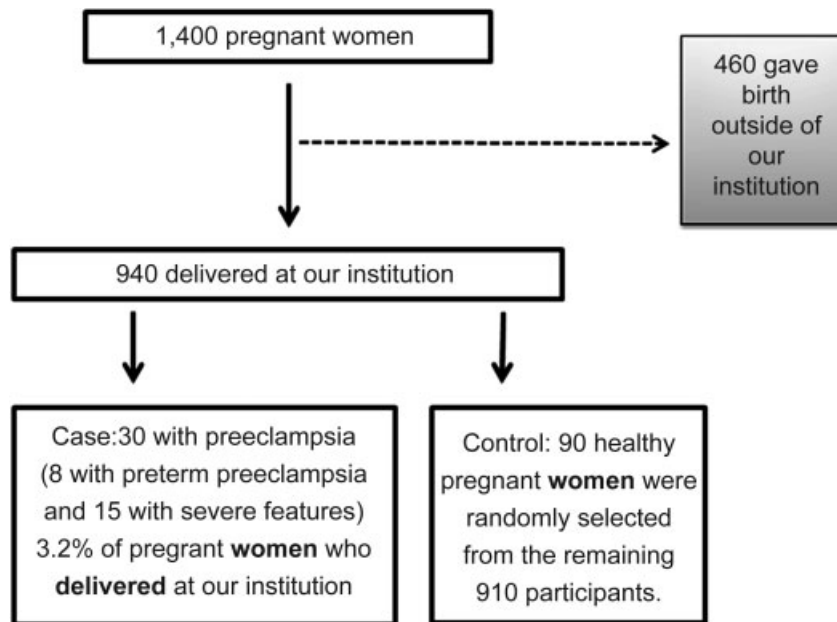 1,400 pregnant women
460 gave
birth
outside of
our
institution
940 delivered at our institution
Case:30 with preeclampsia
(8 with preterm preeclampsia
and 15 with severe features)
3.2% of pregnant women who
delivered at our institution
Control: 90 healthy
pregnant women were
randomly selected
from the remaining
910 participants.